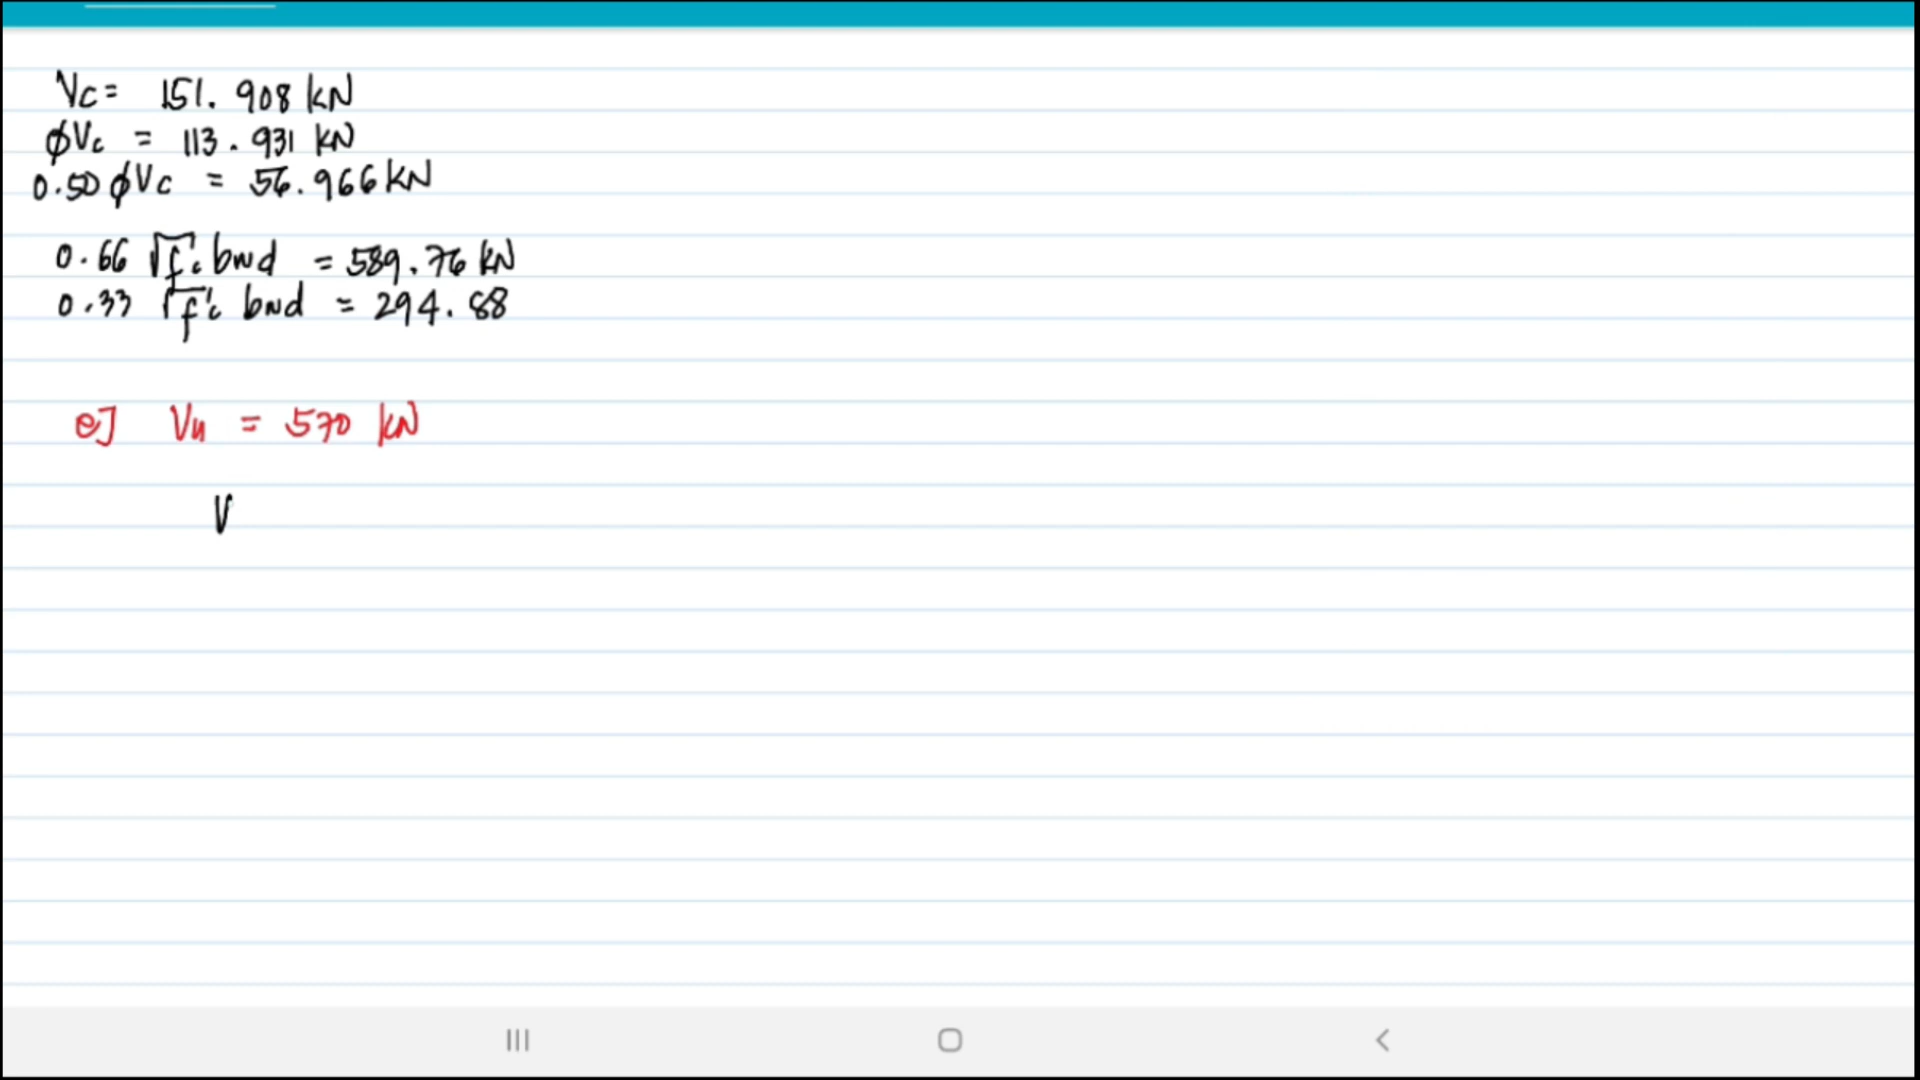 Vc = 151.908 kN
ϕVc = 113.931 kN
0.50 ϕVc = 56.966 kN
0.66 √f'c bwd = 589.76 kN
0.33 √f'c bwd = 294.88
e] Vu = 570 kN
V